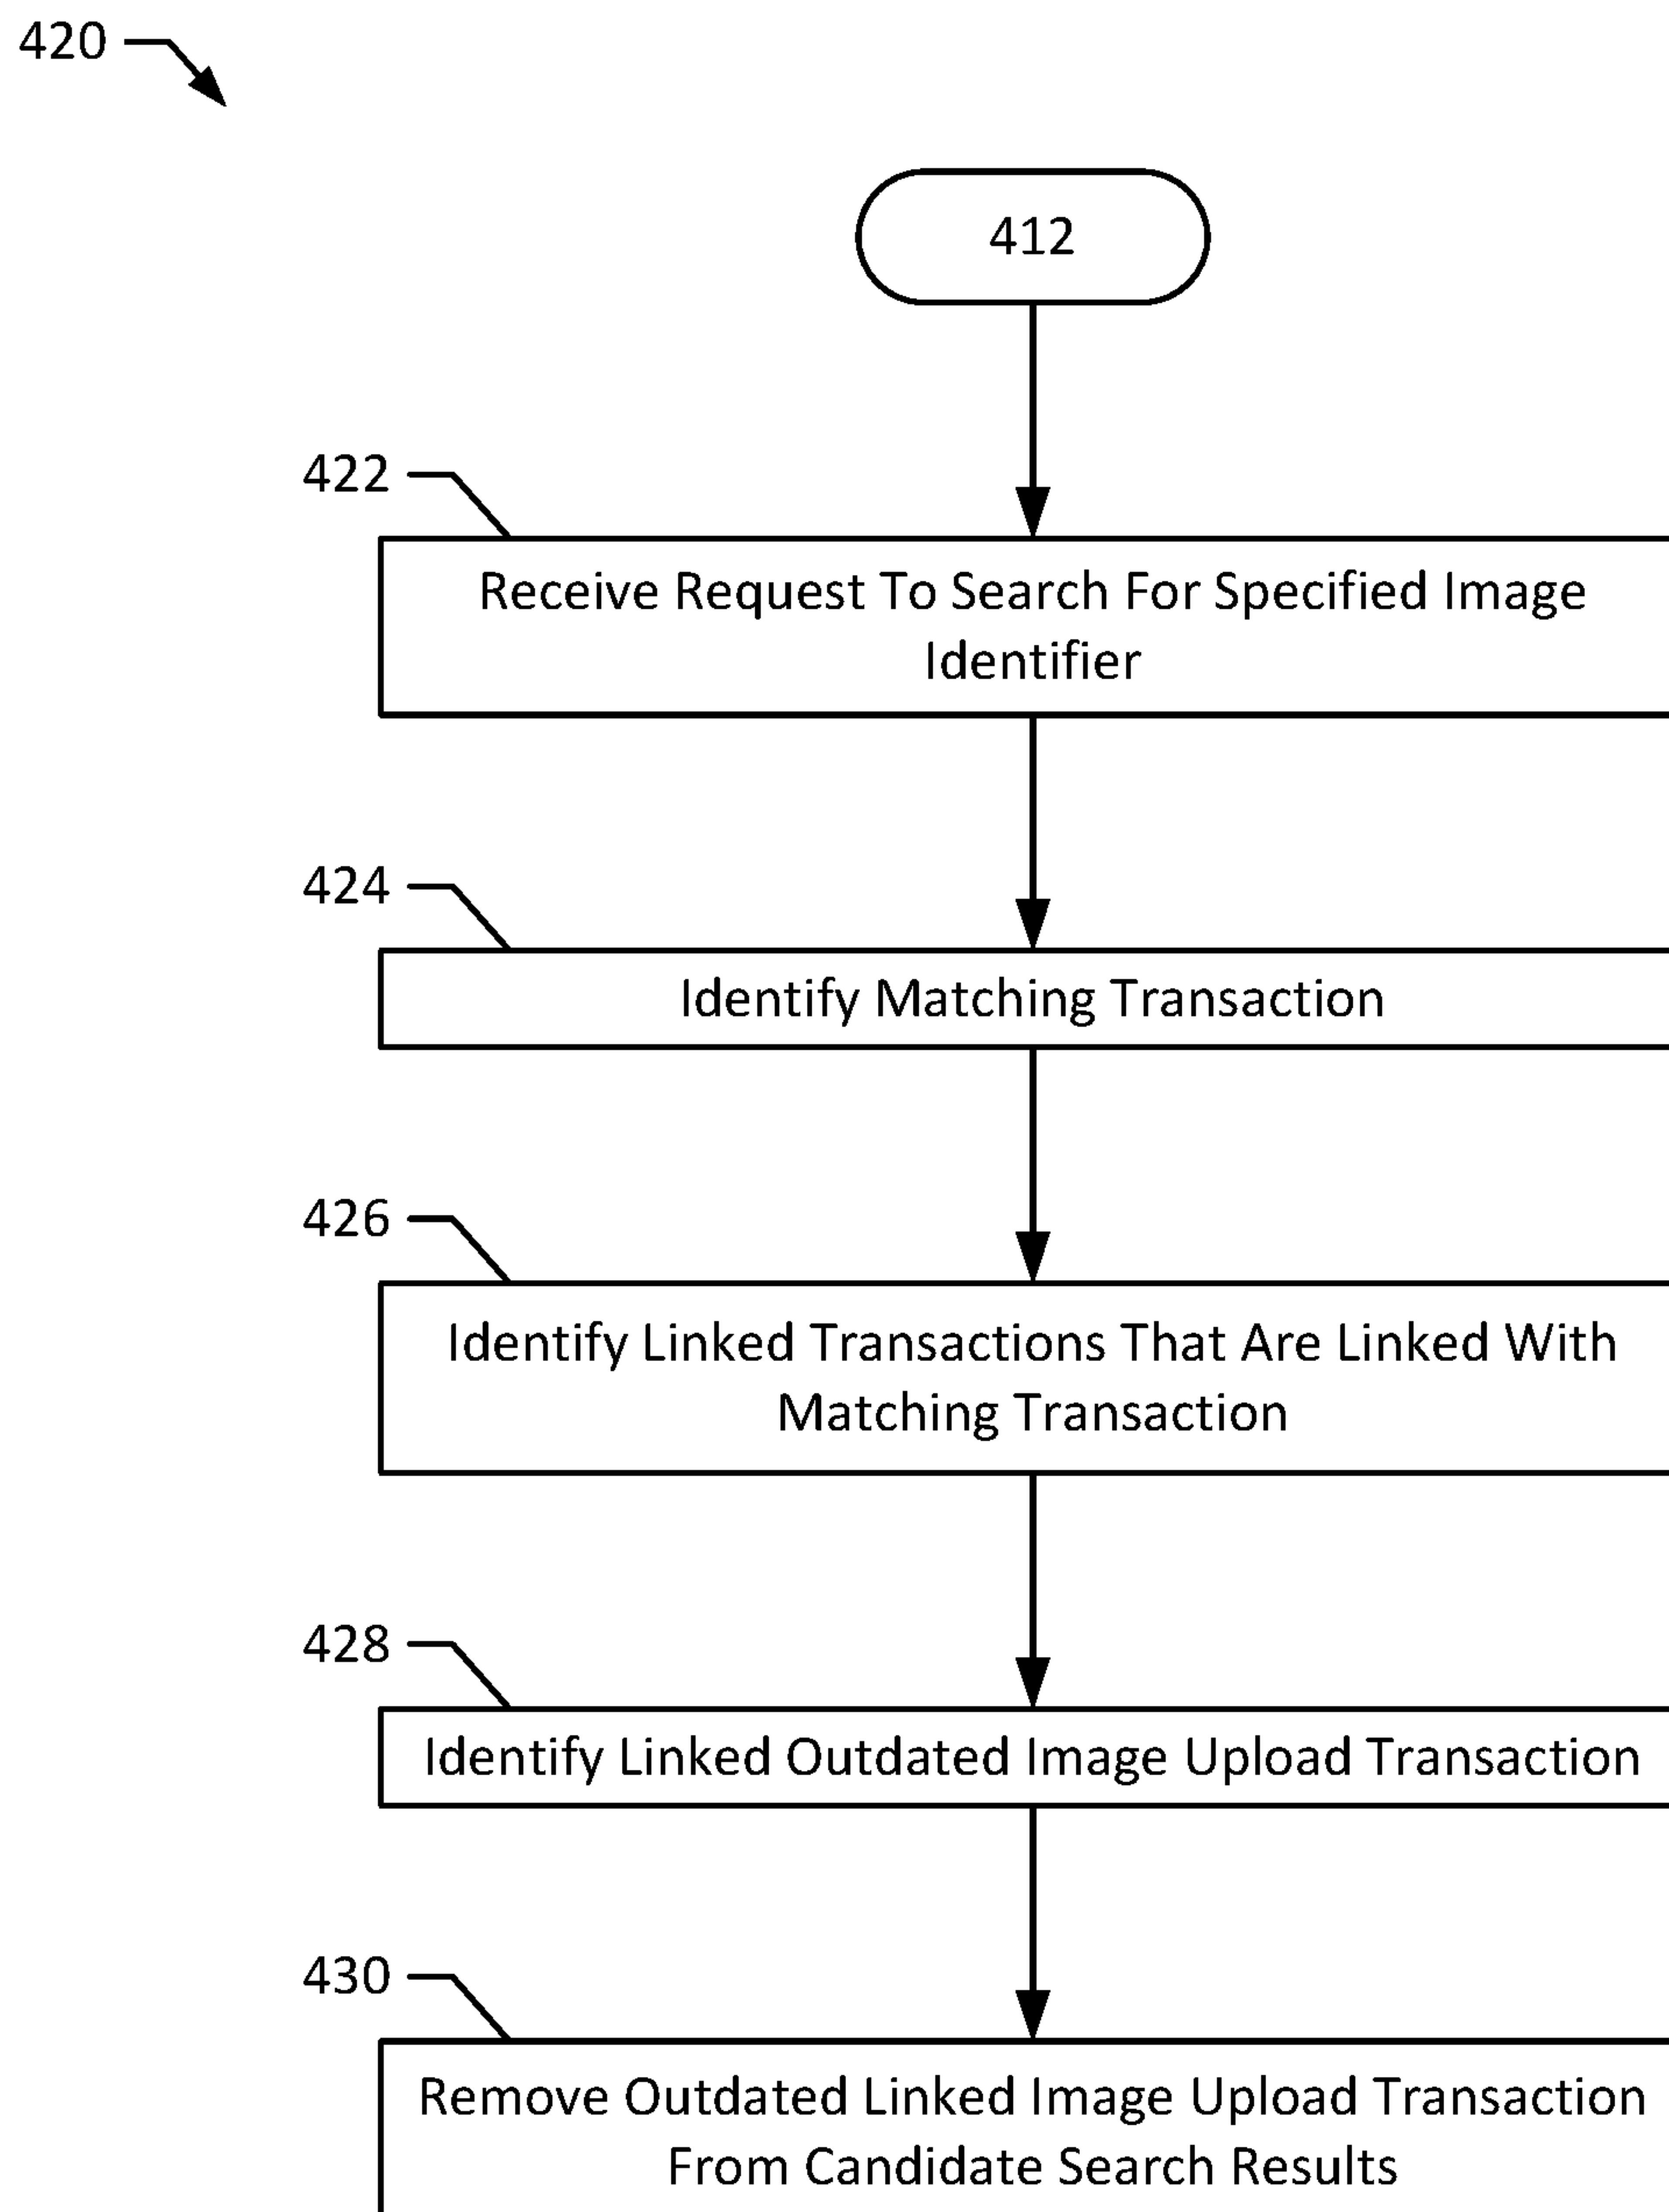 420
412
422
Receive Request To Search For Specified Image
Identifier
424
Identify Matching Transaction
426
Identify Linked Transactions That Are Linked With
Matching Transaction
428
Identify Linked Outdated Image Upload Transaction
430
Remove Outdated Linked Image Upload Transaction
From Candidate Search Results